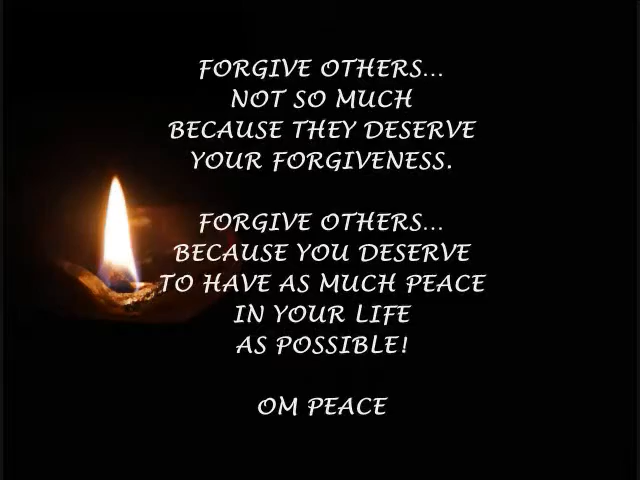 FORGIVE OTHERS...
NOT SO MUCH
BECAUSE THEY DESERVE
YOUR FORGIVENESS.
FORGIVE OTHERS...
BECAUSE YOU DESERVE
TO HAVE AS MUCH PEACE
IN YOUR LIFE
AS POSSIBLE!
OM PEACE